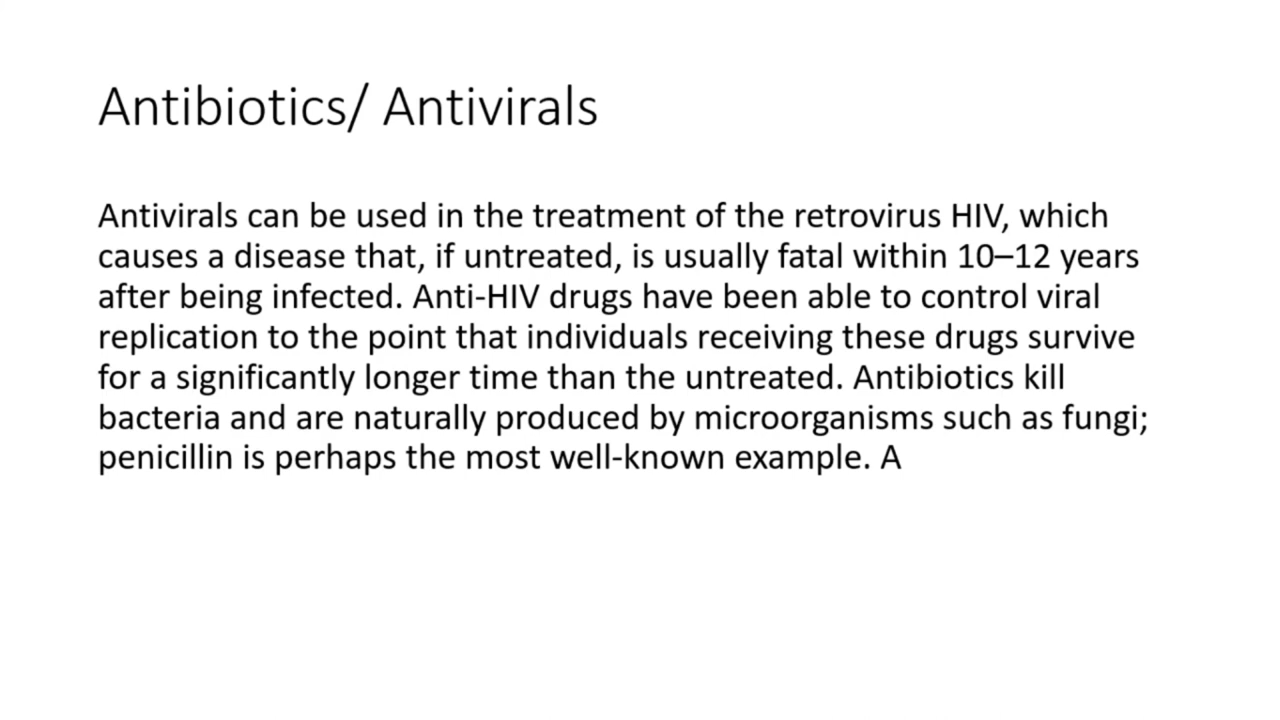 Antibiotics/ Antivirals
Antivirals can be used in the treatment of the retrovirus HIV, which
causes a disease that, if untreated, is usually fatal within 10–12 years
after being infected. Anti-HIV drugs have been able to control viral
replication to the point that individuals receiving these drugs survive
for a significantly longer time than the untreated. Antibiotics kill
bacteria and are naturally produced by microorganisms such as fungi;
penicillin is perhaps the most well-known example. A